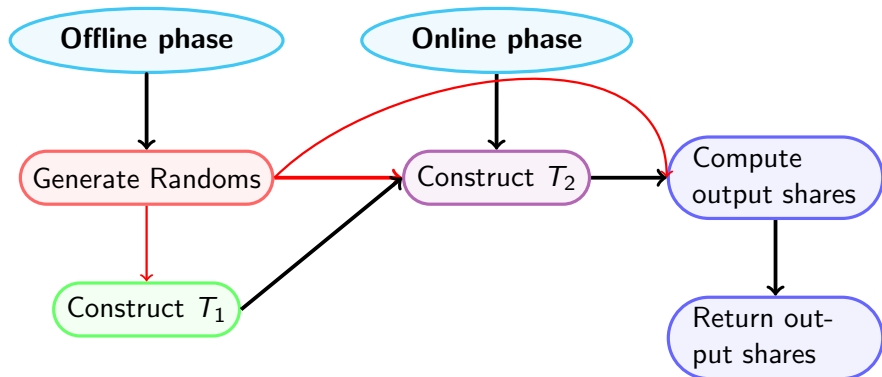 Offline phase
Online phase
Generate Randoms
Construct T₂
Compute
output shares
Construct T₁
Return out-
put shares